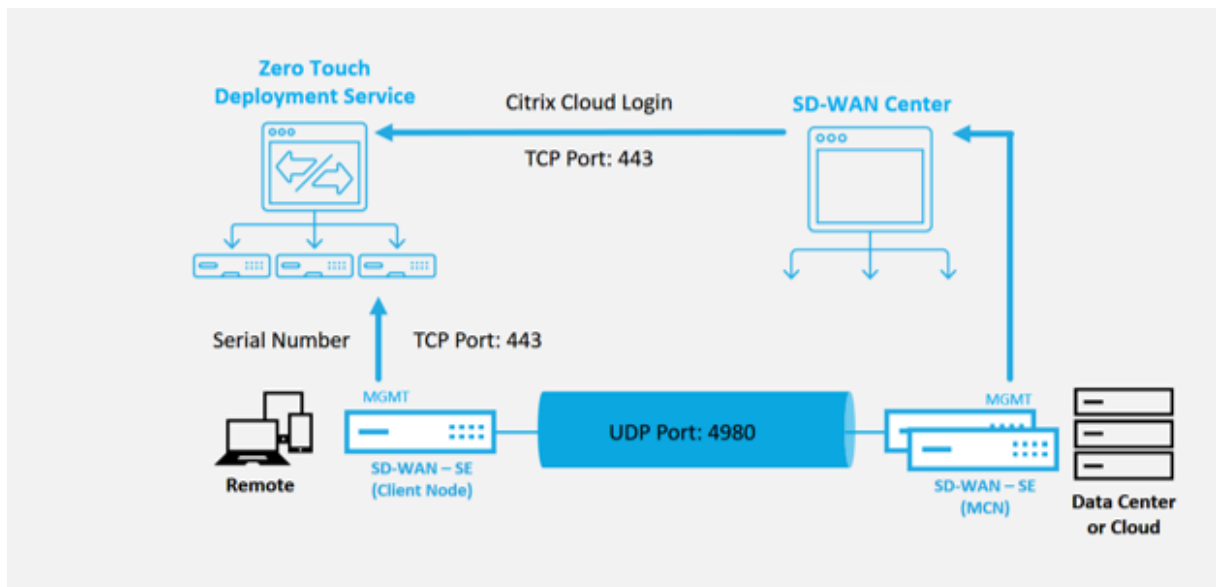 Zero Touch
Deployment Service
Citrix Cloud Login
SD-WAN Center
TCP Port: 443
Serial Number
TCP Port: 443
MGMT
MGMT
UDP Port: 4980
SD-WAN – SE
(Client Node)
Remote
SD-WAN – SE
(MCN)
Data Center
or Cloud